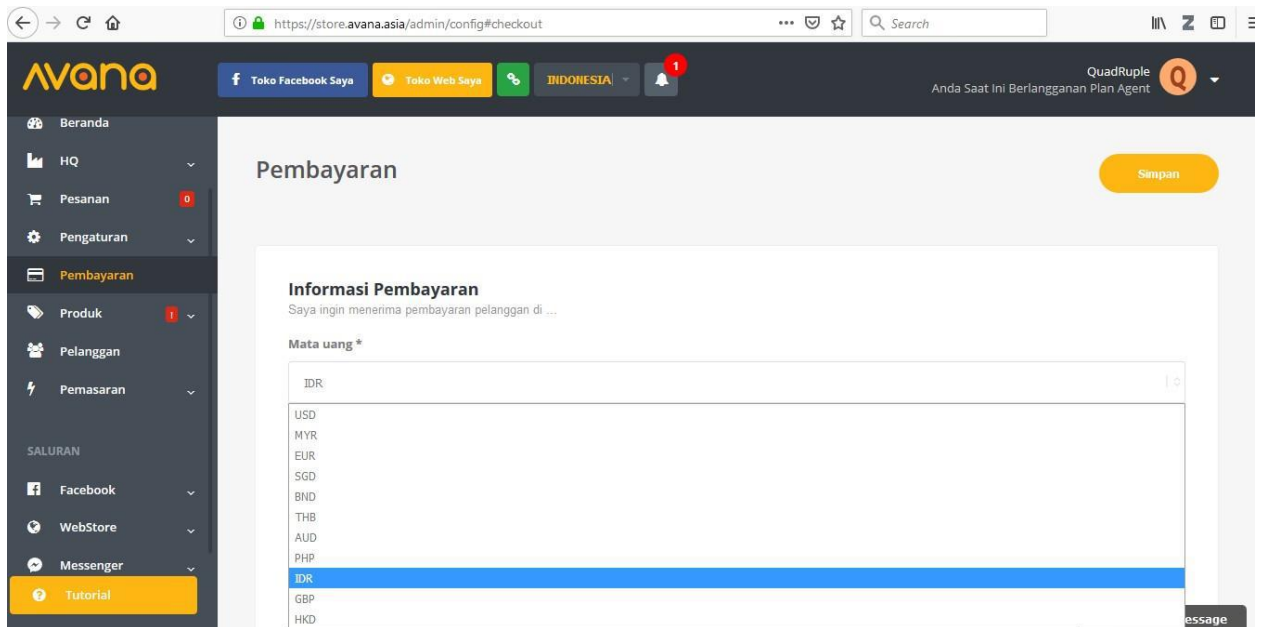 https://store.avana.asia/admin/config#checkout
Search
avana
Toko Facebook Saya
Toko Web Saya
INDONESIA
1
QuadRuple
Anda Saat Ini Berlangganan Plan Agent
Q
Beranda
HQ
Pesanan 0
Pengaturan
Pembayaran
Produk !
Pelanggan
Pemasaran
SALURAN
Facebook
WebStore
Messenger
Tutorial
Pembayaran
Simpan
Informasi Pembayaran
Saya ingin menerima pembayaran pelanggan di ...
Mata uang *
IDR
USD
MYR
EUR
SGD
BND
THB
AUD
PHP
IDR
GBP
HKD
essage